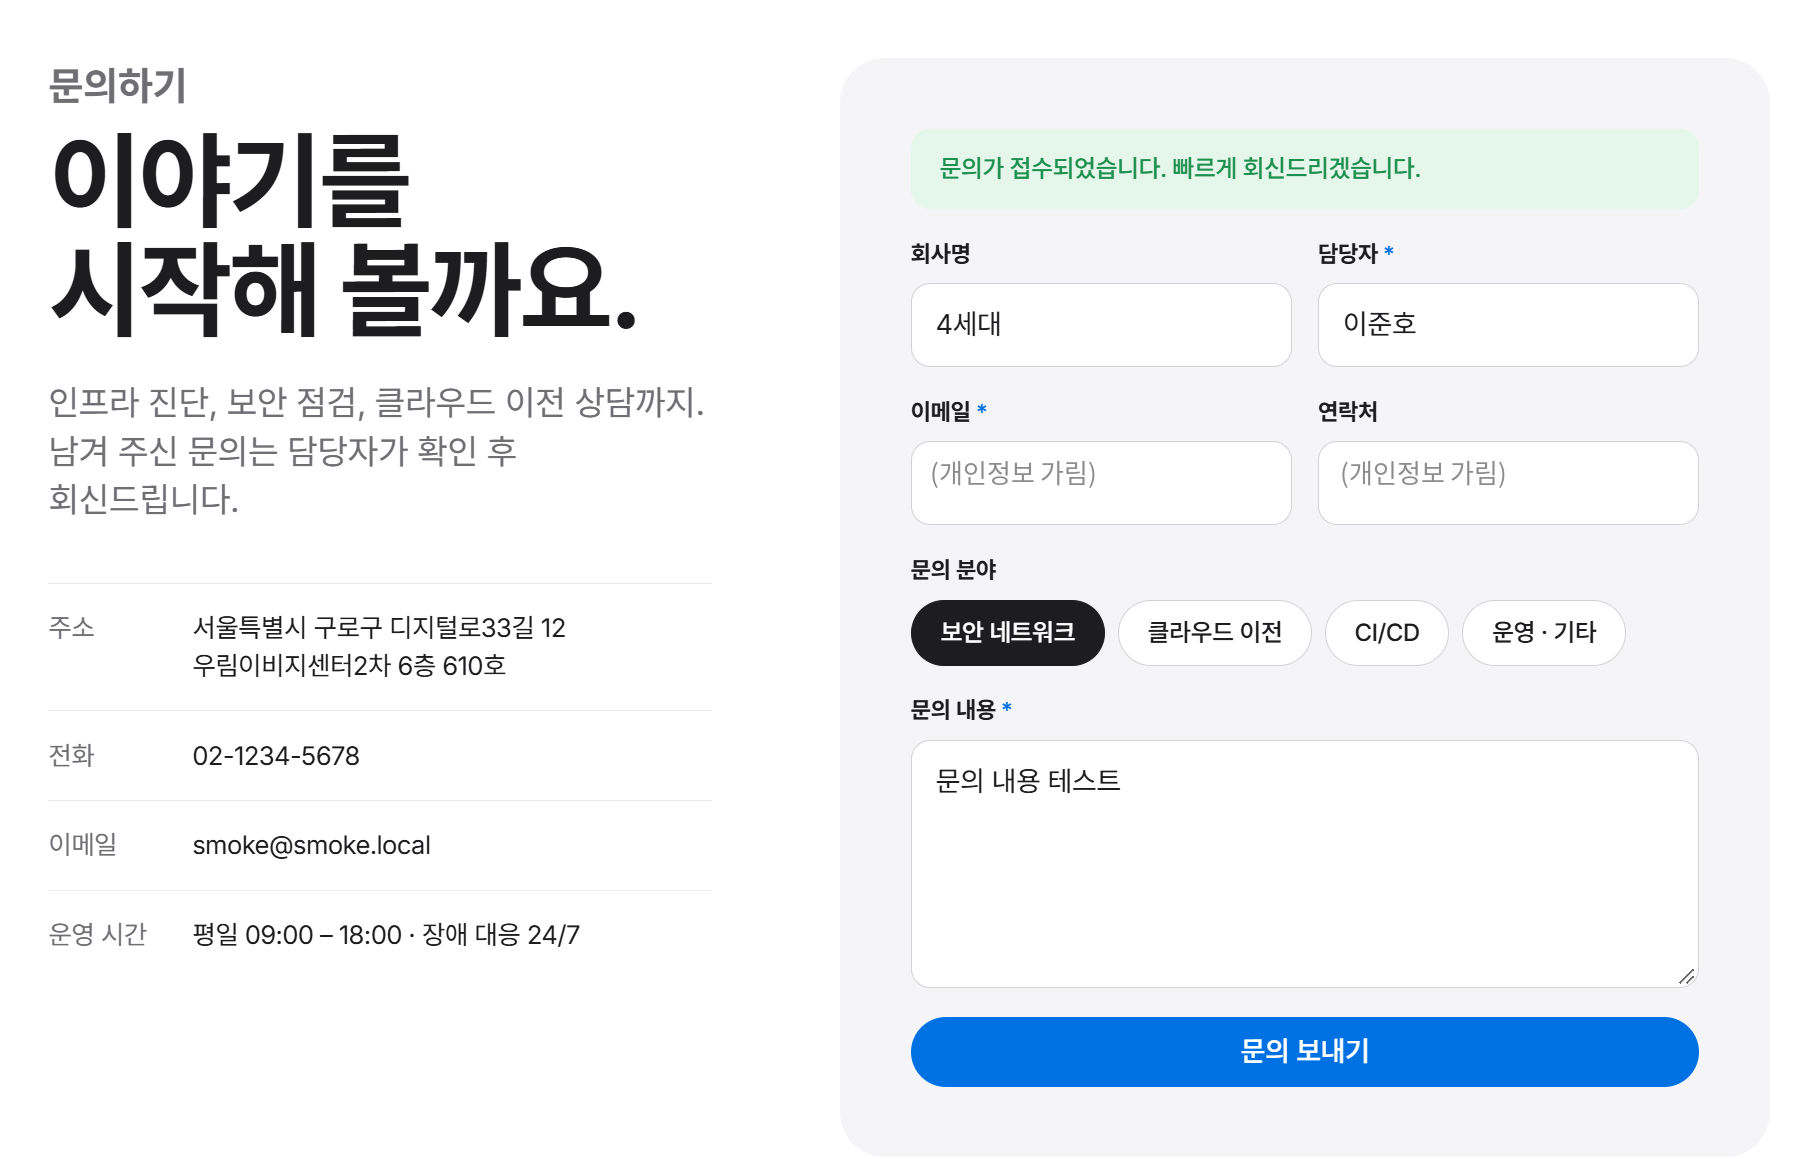 문의하기
이야기를
시작해 볼까요.
인프라 진단, 보안 점검, 클라우드 이전 상담까지.
남겨 주신 문의는 담당자가 확인 후
회신드립니다.
주소
서울특별시 구로구 디지털로33길 12
우림이비지센터2차 6층 610호
전화
02-1234-5678
이메일
smoke@smoke.local
운영 시간
평일 09:00 – 18:00 · 장애 대응 24/7
문의가 접수되었습니다. 빠르게 회신드리겠습니다.
회사명
담당자 *
4세대
이준호
이메일 *
연락처
(개인정보 가림)
(개인정보 가림)
문의 분야
보안 네트워크
클라우드 이전
CI/CD
운영 · 기타
문의 내용 *
문의 내용 테스트
문의 보내기